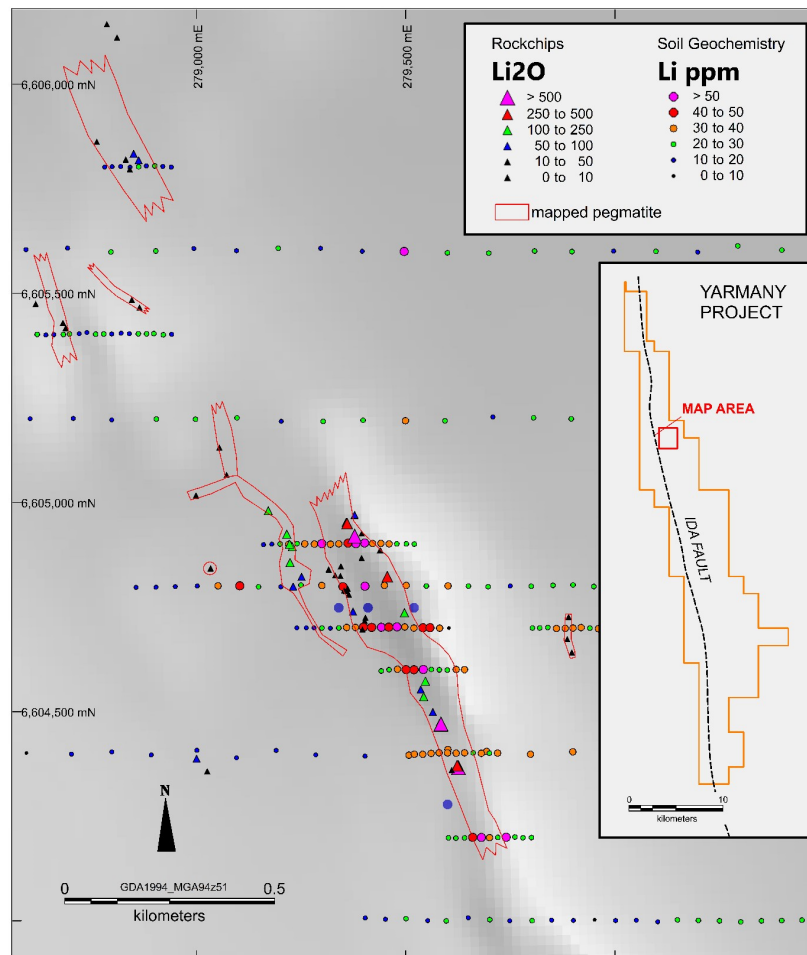 279,000 mE
279,500 mE
6,606,000 mN
6,605,500 mN
6,605,000 mN
6,604,500 mN
Rockchips
Li2O
> 500
250 to 500
100 to 250
50 to 100
10 to 50
0 to 10
Soil Geochemistry
Li ppm
> 50
40 to 50
30 to 40
20 to 30
10 to 20
0 to 10
mapped pegmatite
YARMANY
PROJECT
MAP AREA
IDA FAULT
0 10
kilometers
N
0 GDA1994_MGA94z51 0.5
kilometers